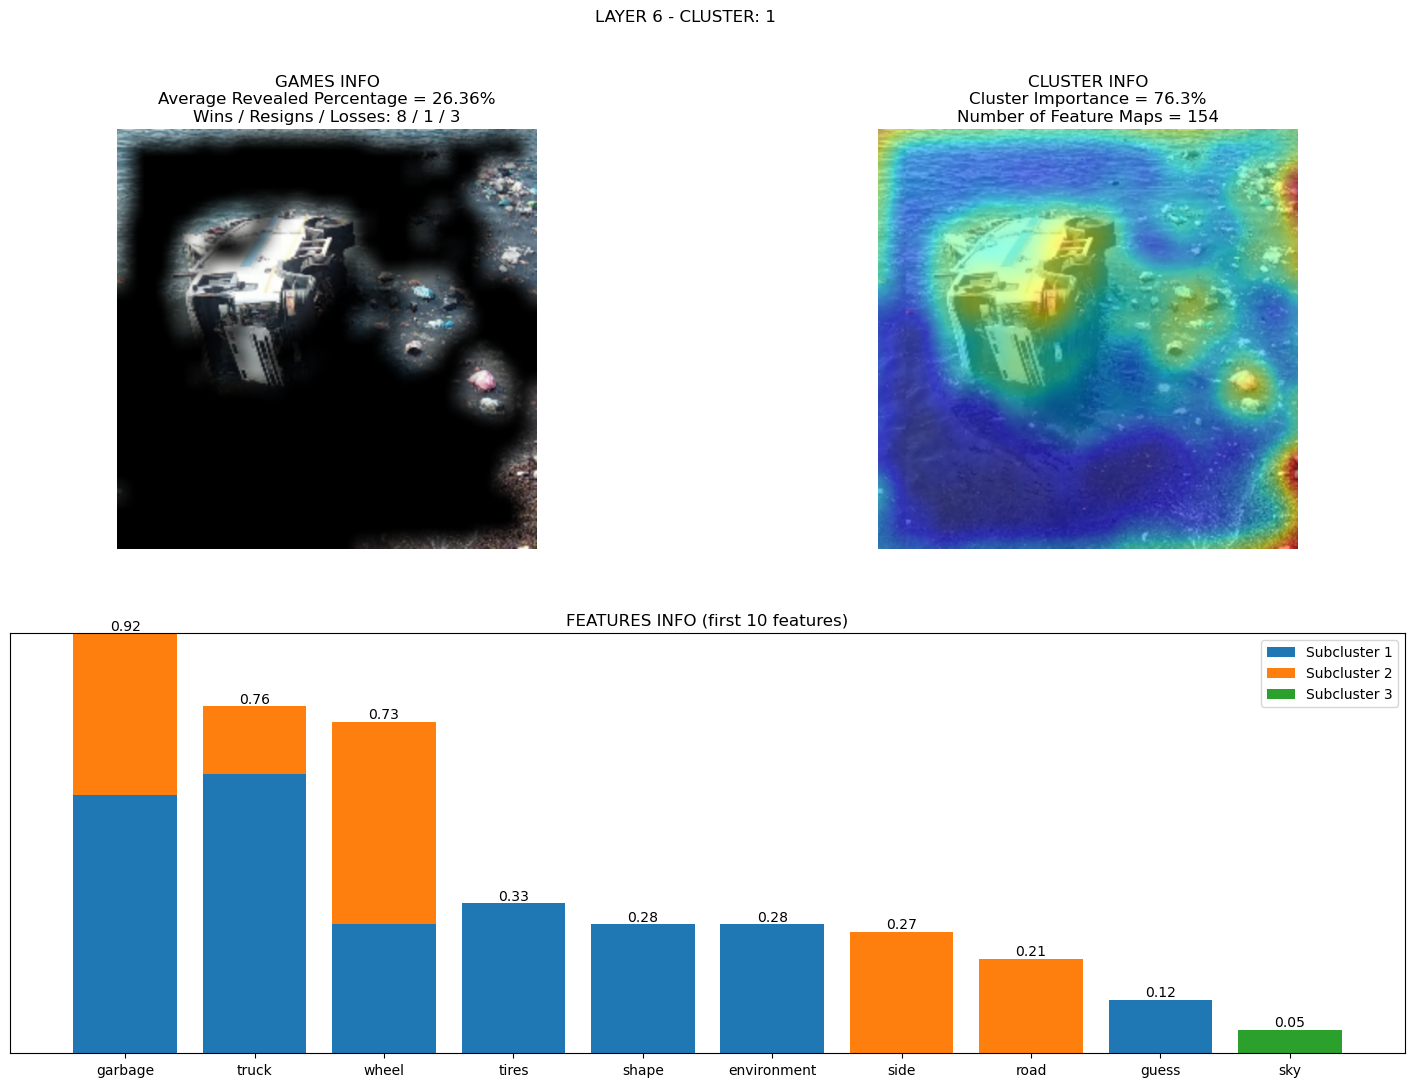 LAYER 6 - CLUSTER: 1
GAMES INFO
Average Revealed Percentage = 26.36%
Wins / Resigns / Losses: 8 / 1 / 3
CLUSTER INFO
Cluster Importance = 76.3%
Number of Feature Maps = 154
FEATURES INFO (first 10 features)
0.92
0.76
0.73
0.33
0.28
0.28
0.27
0.21
0.12
0.05
Subcluster 1
Subcluster 2
Subcluster 3
garbage
truck
wheel
tires
shape
environment
side
road
guess
sky